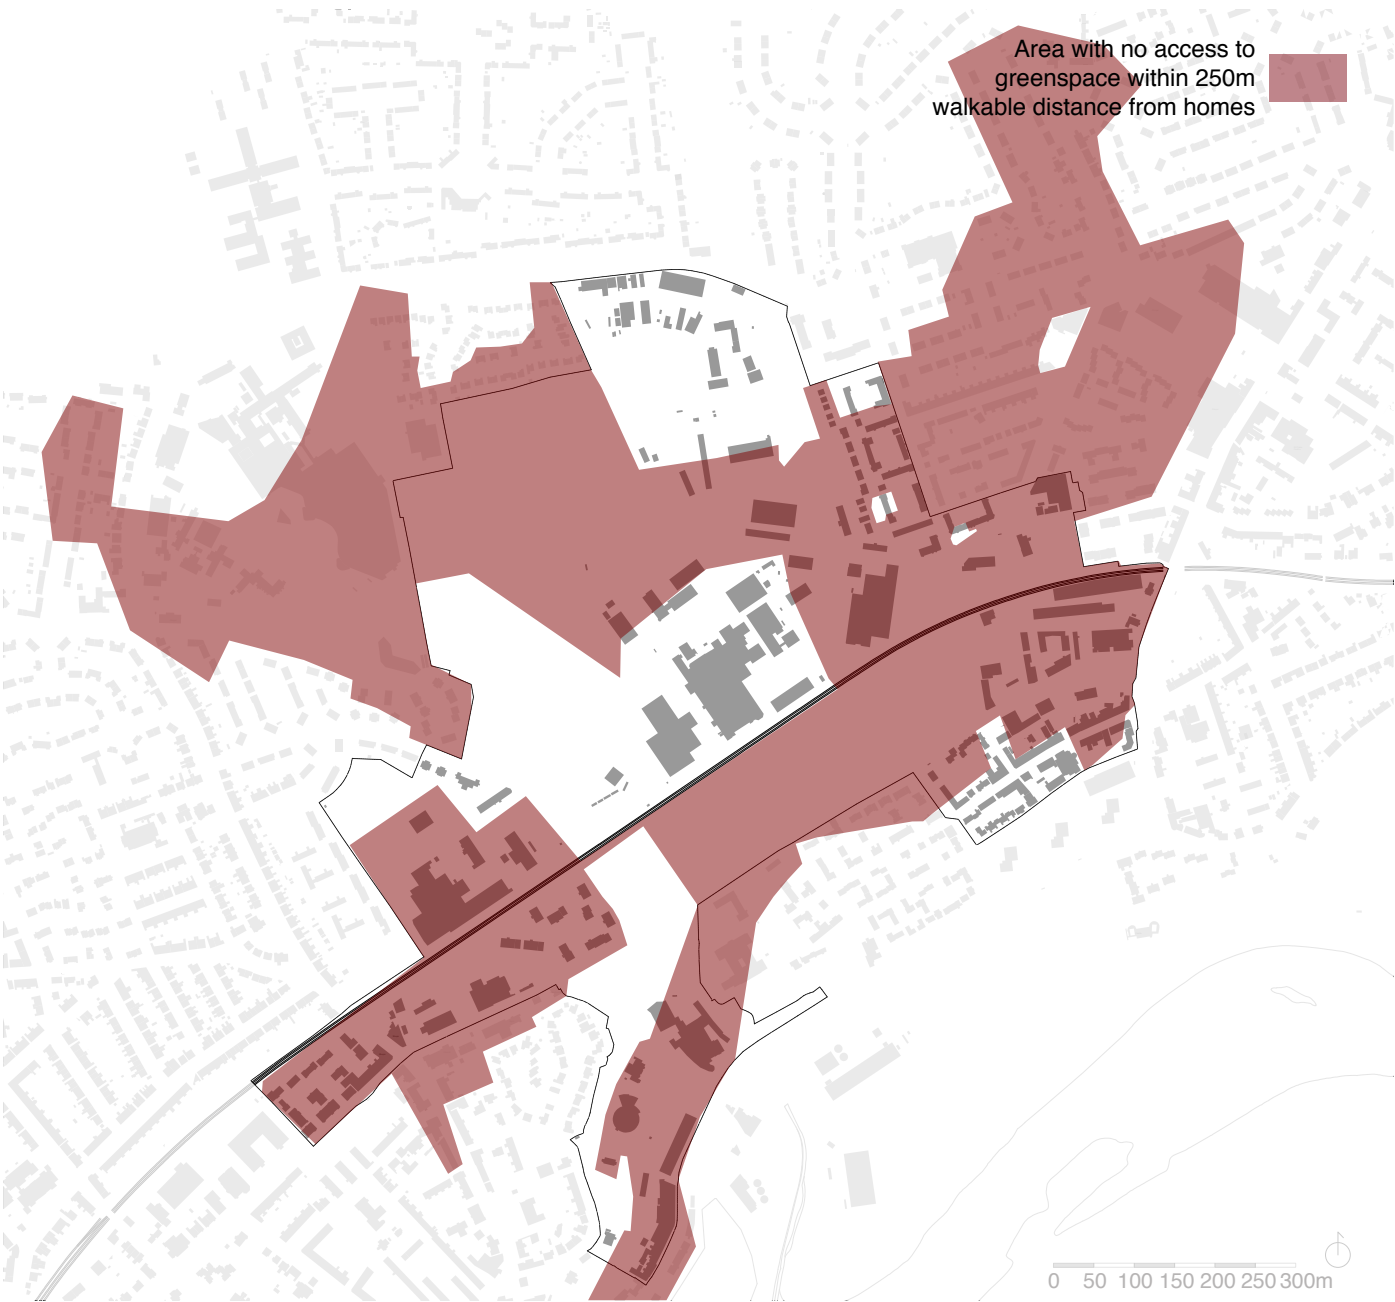 Area with no access to
greenspace within 250m
walkable distance from homes
0 50 100 150 200 250 300m